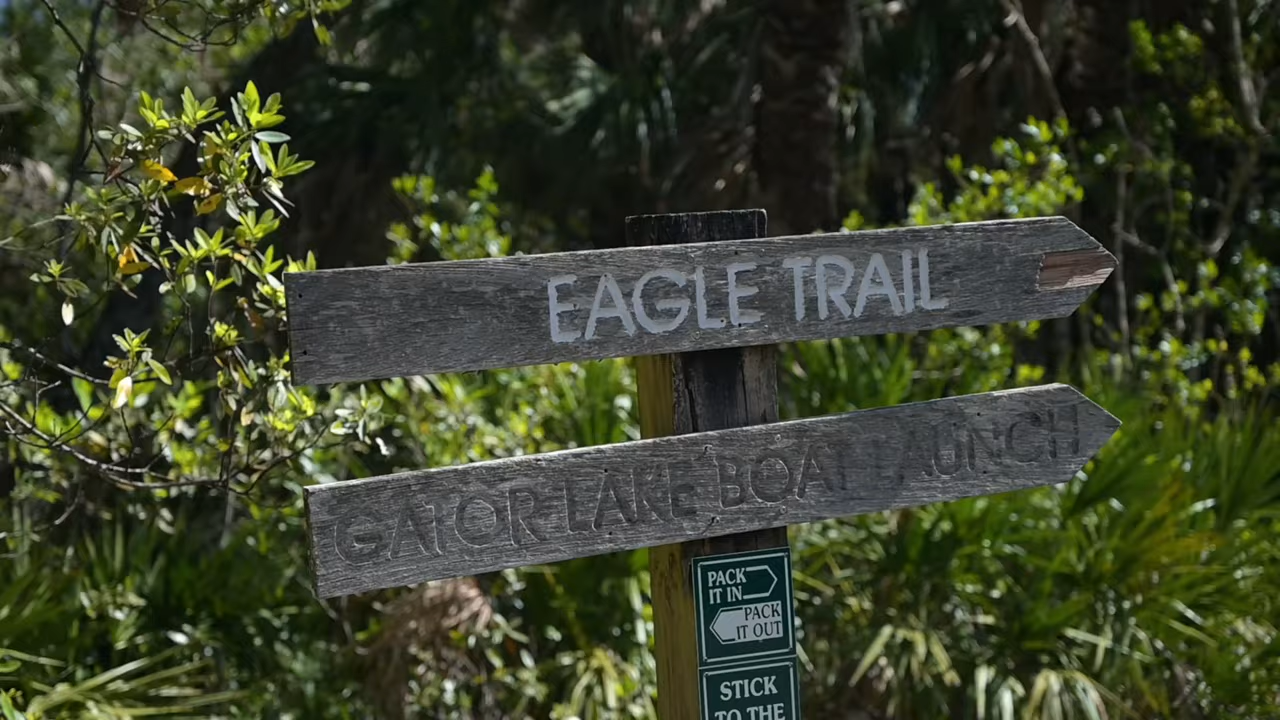 EAGLE TRAIL
GATOR LAKE BOAT LAUNCH
PACK
IT IN
PACK
IT OUT
STICK
TO THE